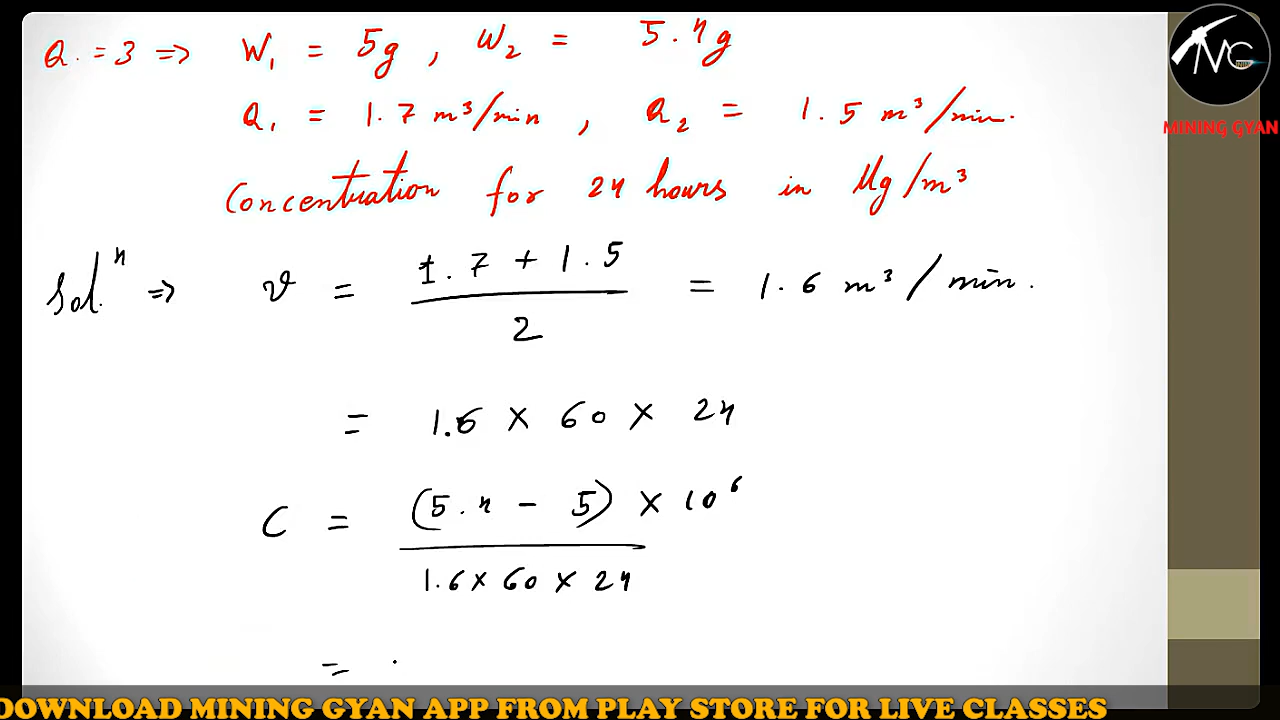 Q. = 3 => W₁ = 5g , W₂ = 5.4g
Q₁ = 1.7 m³/min , Q₂ = 1.5 m³/min.
Concentration for 24 hours in μg/m³
Solⁿ => v = (1.7 + 1.5) / 2 = 1.6 m³/min.
= 1.6 × 60 × 24
C = (5.4 - 5) × 10⁶
1.6 × 60 × 24
=
MG
MINING GYAN
DOWNLOAD MINING GYAN APP FROM PLAY STORE FOR LIVE CLASSES